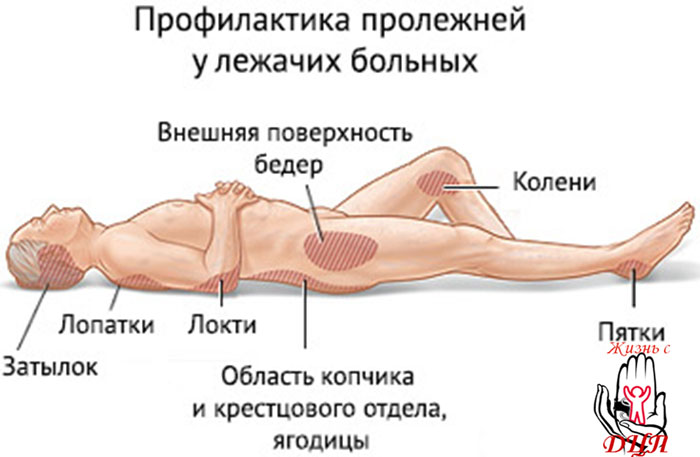 Профилактика пролежней
у лежачих больных
Внешняя поверхность
бедер
Колени
Лопатки
Локти
Пятки
Затылок
Область копчика
и крестцового отдела,
ягодицы
Жизнь с
ДЦП